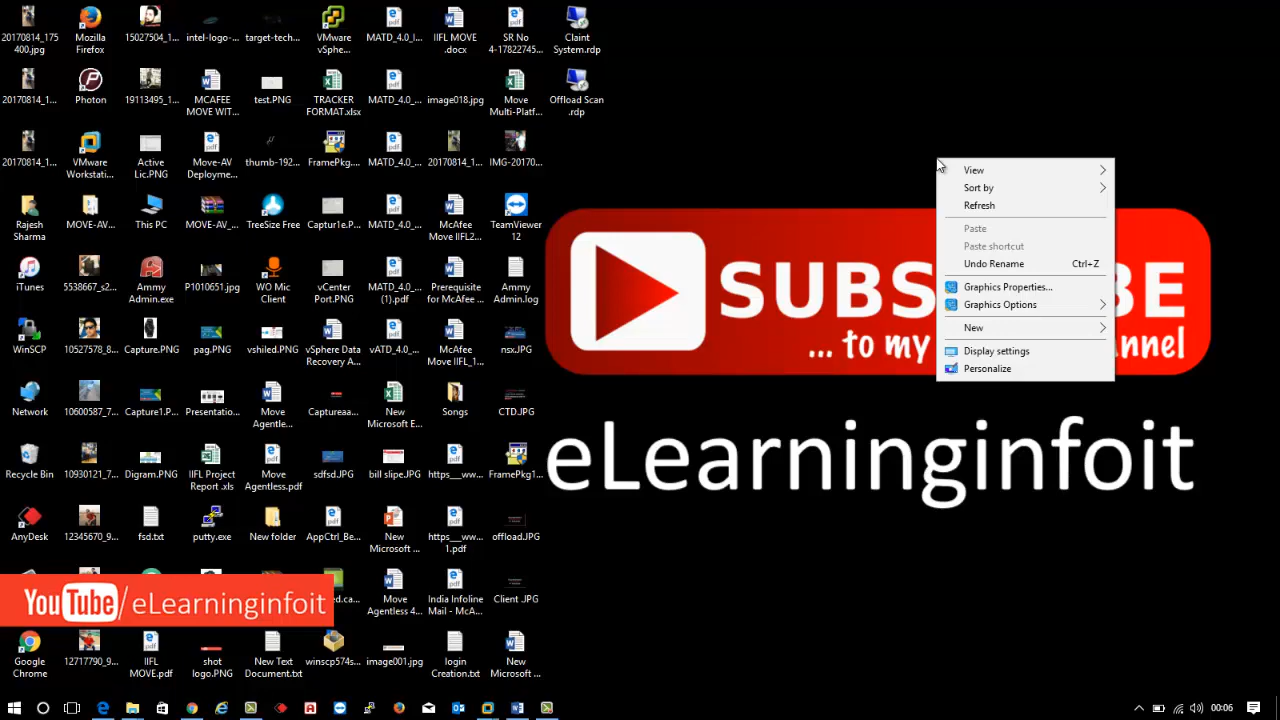 20170814_175
400.jpg
Mozilla
Firefox
15027504_1...
intel-logo-...
target-tech...
VMware
vSphe...
MATD_4.0_I...
IIFL MOVE
.docx
SR No
4-17822745...
Claint
System.rdp
20170814_1...
Photon
19113495_1...
MCAFEE
MOVE WIT...
test.PNG
TRACKER
FORMAT.xlsx
MATD_4.0_...
image018.jpg
Move
Multi-Platf...
Offload Scan
.rdp
20170814_1...
VMware
Workstati...
Active
Lic.PNG
Move-AV
Deployme...
thumb-192...
FramePkg....
MATD_4.0_...
20170814_1...
IMG-20170...
Rajesh
Sharma
MOVE-AV-...
This PC
MOVE-AV_...
TreeSize Free
Captur1e.P...
MATD_4.0_...
McAfee
Move IIFL2...
TeamViewer
12
iTunes
5538667_s2...
Ammy
Admin.exe
P1010651.jpg
WO Mic
Client
vCenter
Port.PNG
MATD_4.0_...
(1).pdf
Prerequisite
for McAfee ...
Ammy
Admin.log
WinSCP
10527578_8...
Capture.PNG
pag.PNG
vshiled.PNG
vSphere Data
Recovery A...
vATD_4.0_...
McAfee
Move IIFL_1...
nsx.JPG
Network
10680587_7...
Capture1.P...
Presentatio...
Move
Agentle...
Captureaa...
New
Microsoft E...
Songs
CTD.JPG
Recycle Bin
10930121_7...
Digram.PNG
IIFL Project
Report .xls
Move
Agentless.pdf
sdfsd.JPG
bill slipe.JPG
https__ww...
FramePkg1...
AnyDesk
12345670_9...
fsd.txt
putty.exe
New folder
AppCtrl_Be...
New
Microsoft ...
https__ww...
1.pdf
offload.JPG
ed.ca...
Move
Agentless 4...
India Infoline
Mail - McA...
Client .JPG
Google
Chrome
12717790_9...
IIFL
MOVE.pdf
shot
logo.PNG
New Text
Document.txt
winscp574s...
image001.jpg
login
Creation.txt
New
Microsoft ...
YouTube/eLearninginfoit
View
Sort by
Refresh
Paste
Paste shortcut
Undo Rename Ctrl+Z
Graphics Properties...
Graphics Options
New
Display settings
Personalize
SUBS BE
... to my nnel
eLearninginfoit
00:06